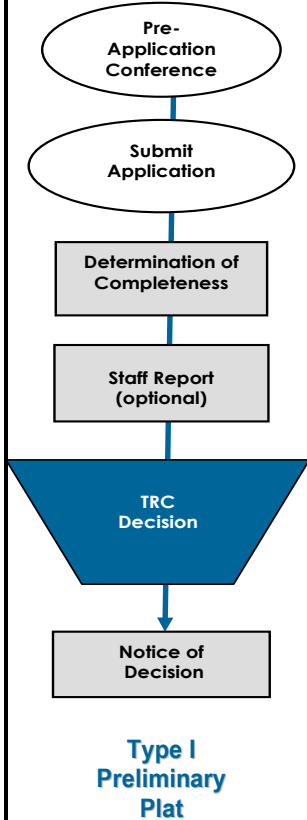 Pre-
Application
Conference
Submit
Application
Determination of
Completeness
Staff Report
(optional)
TRC
Decision
Notice of
Decision
Type I
Preliminary
Plat